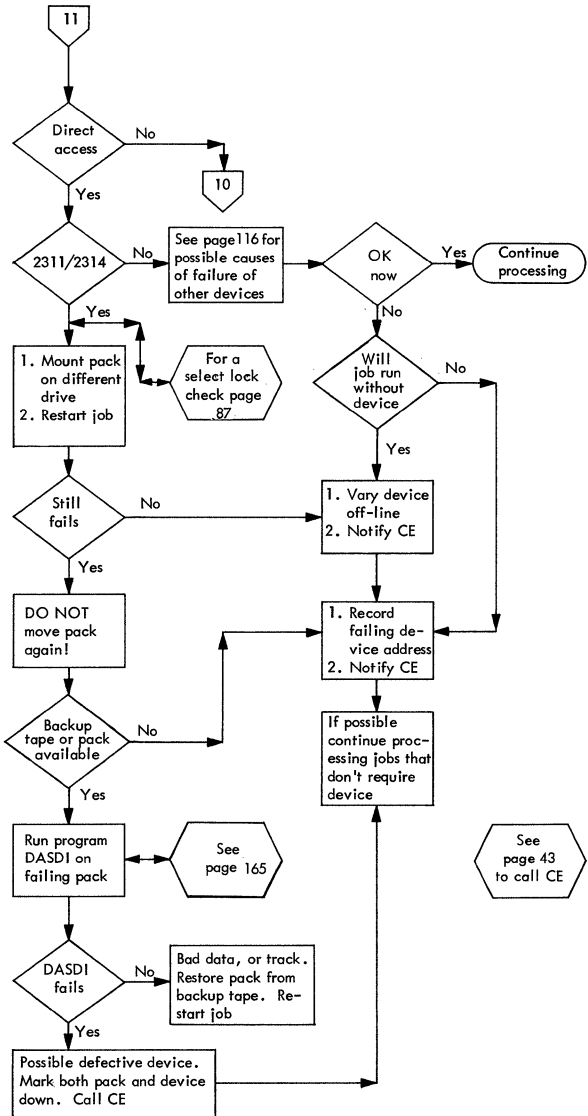 11
Direct
access
No
10
Yes
2311/2314
No
See page 116 for
possible causes
of failure of
other devices
OK
now
Yes
Continue
processing
No
Yes
1. Mount pack
on different
drive
2. Restart job
For a
select lock
check page
87
Will
job run
without
device
No
Yes
Still
fails
No
1. Vary device
off-line
2. Notify CE
Yes
DO NOT
move pack
again!
1. Record
failing de-
vice address
2. Notify CE
Backup
tape or pack
available
No
If possible
continue proc-
essing jobs that
don't require
device
Yes
Run program
DASDI on
failing pack
See
page 165
See
page 43
to call CE
DASDI
fails
No
Bad data, or track.
Restore pack from
backup tape. Re-
start job
Yes
Possible defective device.
Mark both pack and device
down. Call CE